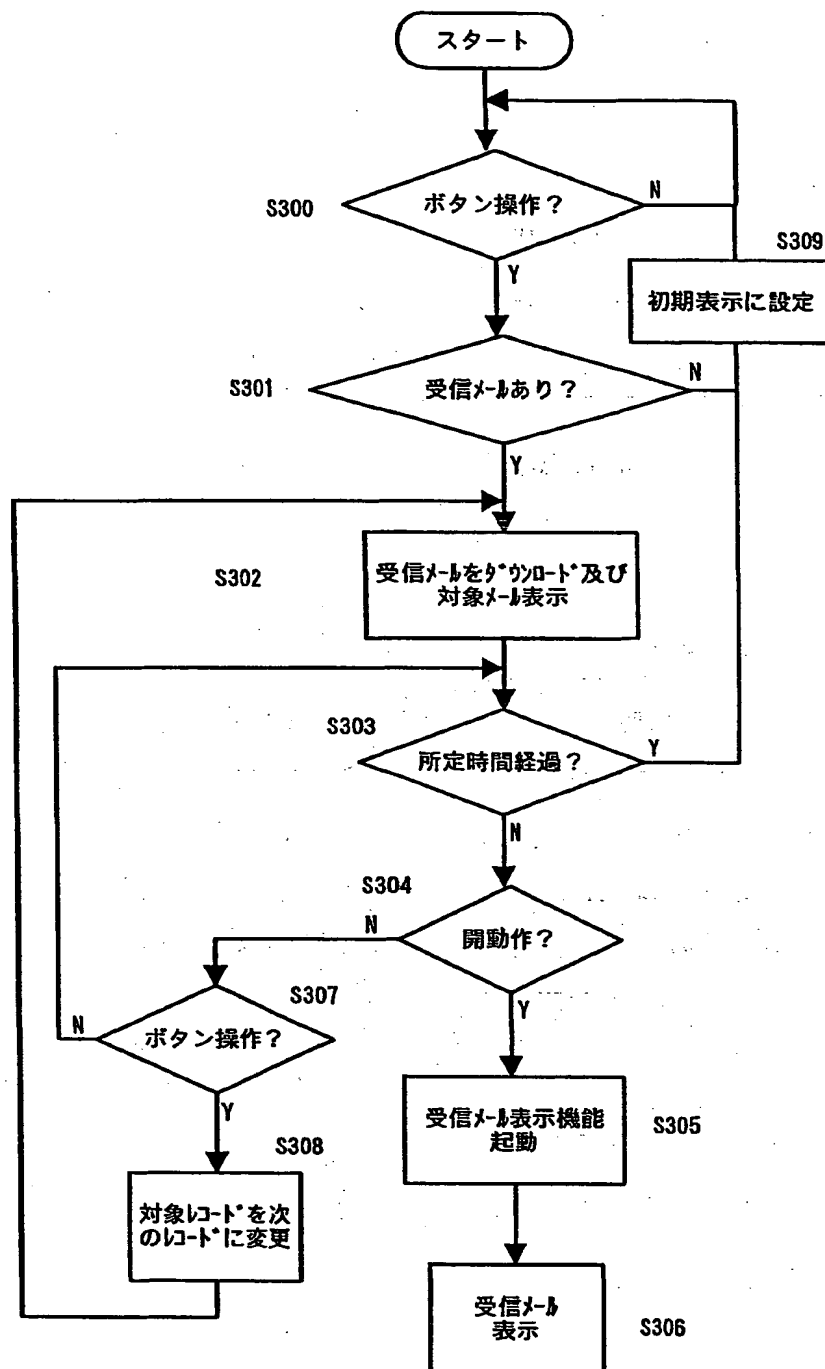 スタート
S300
ボタン操作？
N
Y
S309
初期表示に設定
S301
受信ﾒｰﾙあり？
N
Y
S302
受信ﾒｰﾙをﾀﾞｳﾝﾛｰﾄﾞ及び
対象ﾒｰﾙ表示
S303
所定時間経過？
Y
N
S304
開動作？
N
Y
S307
ボタン操作？
N
Y
S305
受信ﾒｰﾙ表示機能
起動
S308
対象ﾚｺｰﾄﾞを次
のﾚｺｰﾄﾞに変更
S306
受信ﾒｰﾙ
表示